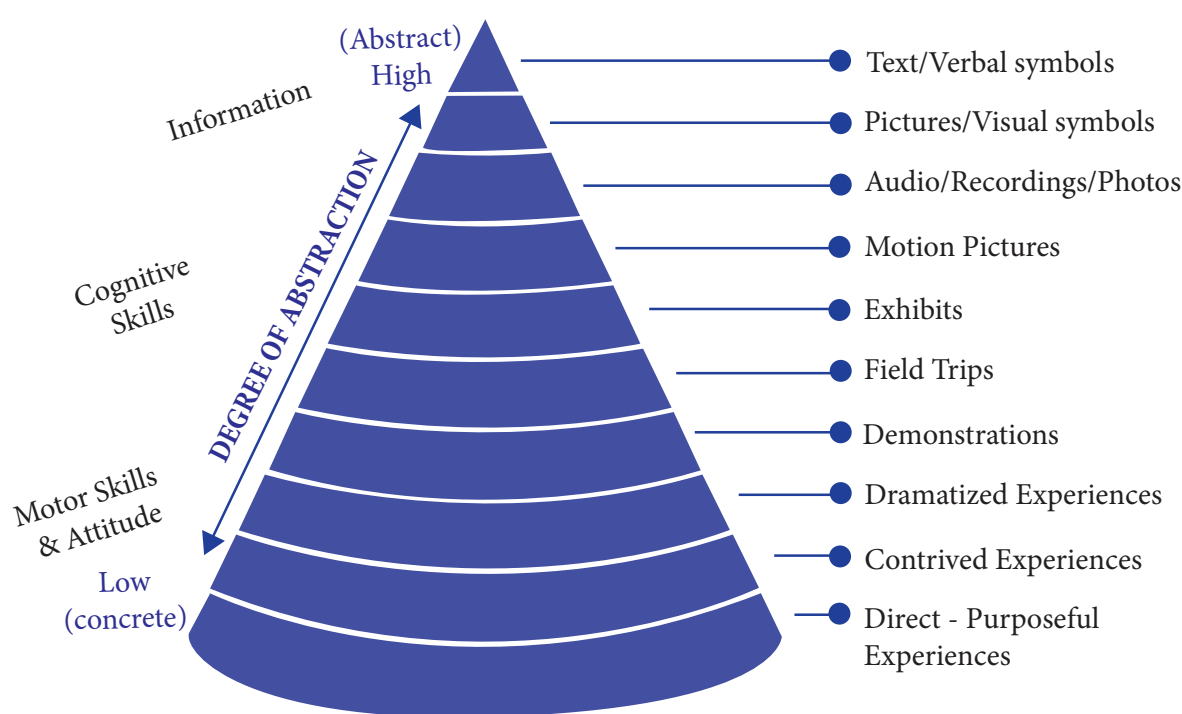 (Abstract)
High
Information
DEGREE OF ABSTRACTION
Cognitive
Skills
Motor Skills
& Attitude
Low
(concrete)
Text/Verbal symbols
Pictures/Visual symbols
Audio/Recordings/Photos
Motion Pictures
Exhibits
Field Trips
Demonstrations
Dramatized Experiences
Contrived Experiences
Direct - Purposeful
Experiences